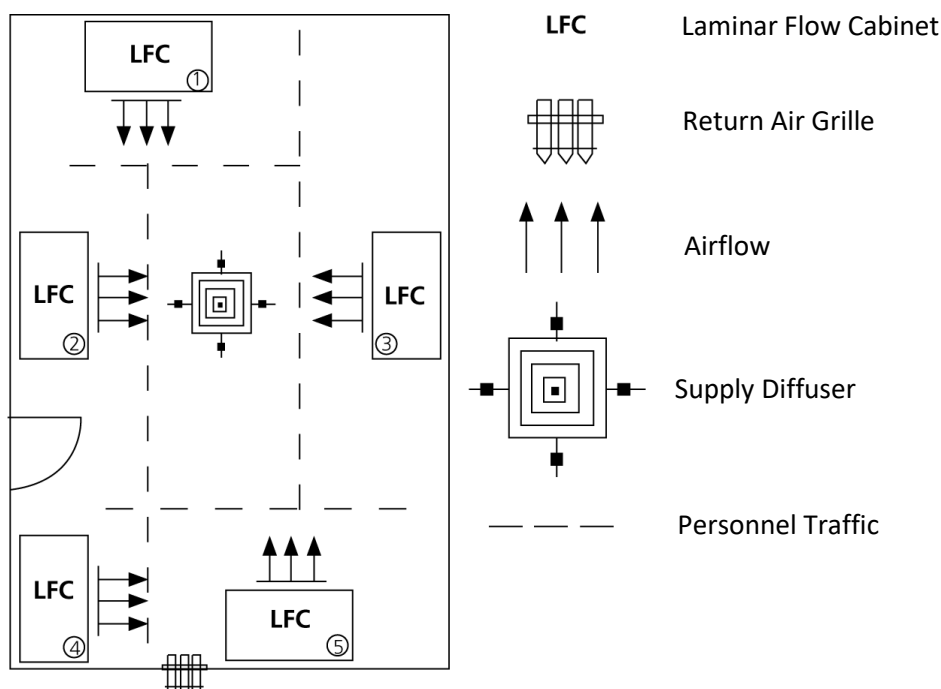 LFC
①
LFC
②
LFC
③
LFC
④
LFC
⑤
LFC Laminar Flow Cabinet
Return Air Grille
Airflow
Supply Diffuser
Personnel Traffic